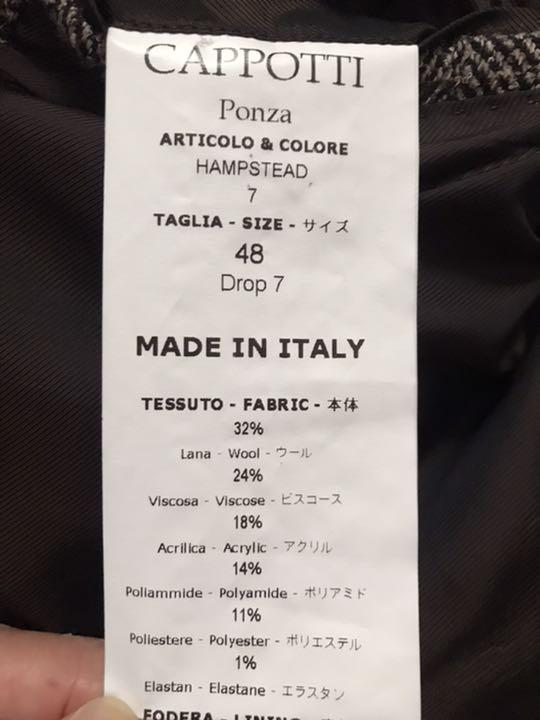 CAPPOTTI
Ponza
ARTICOLO & COLORE
HAMPSTEAD
7
TAGLIA - SIZE - サイズ
48
Drop 7
MADE IN ITALY
TESSUTO - FABRIC - 本体
32%
Lana - Wool - ウール
24%
Viscosa - Viscose - ビスコース
18%
Acrilica - Acrylic - アクリル
14%
Poliammide - Polyamide - ポリアミド
11%
Poliestere - Polyester - ポリエステル
1%
Elastan - Elastane - エラスタン
FODERA - LINING -